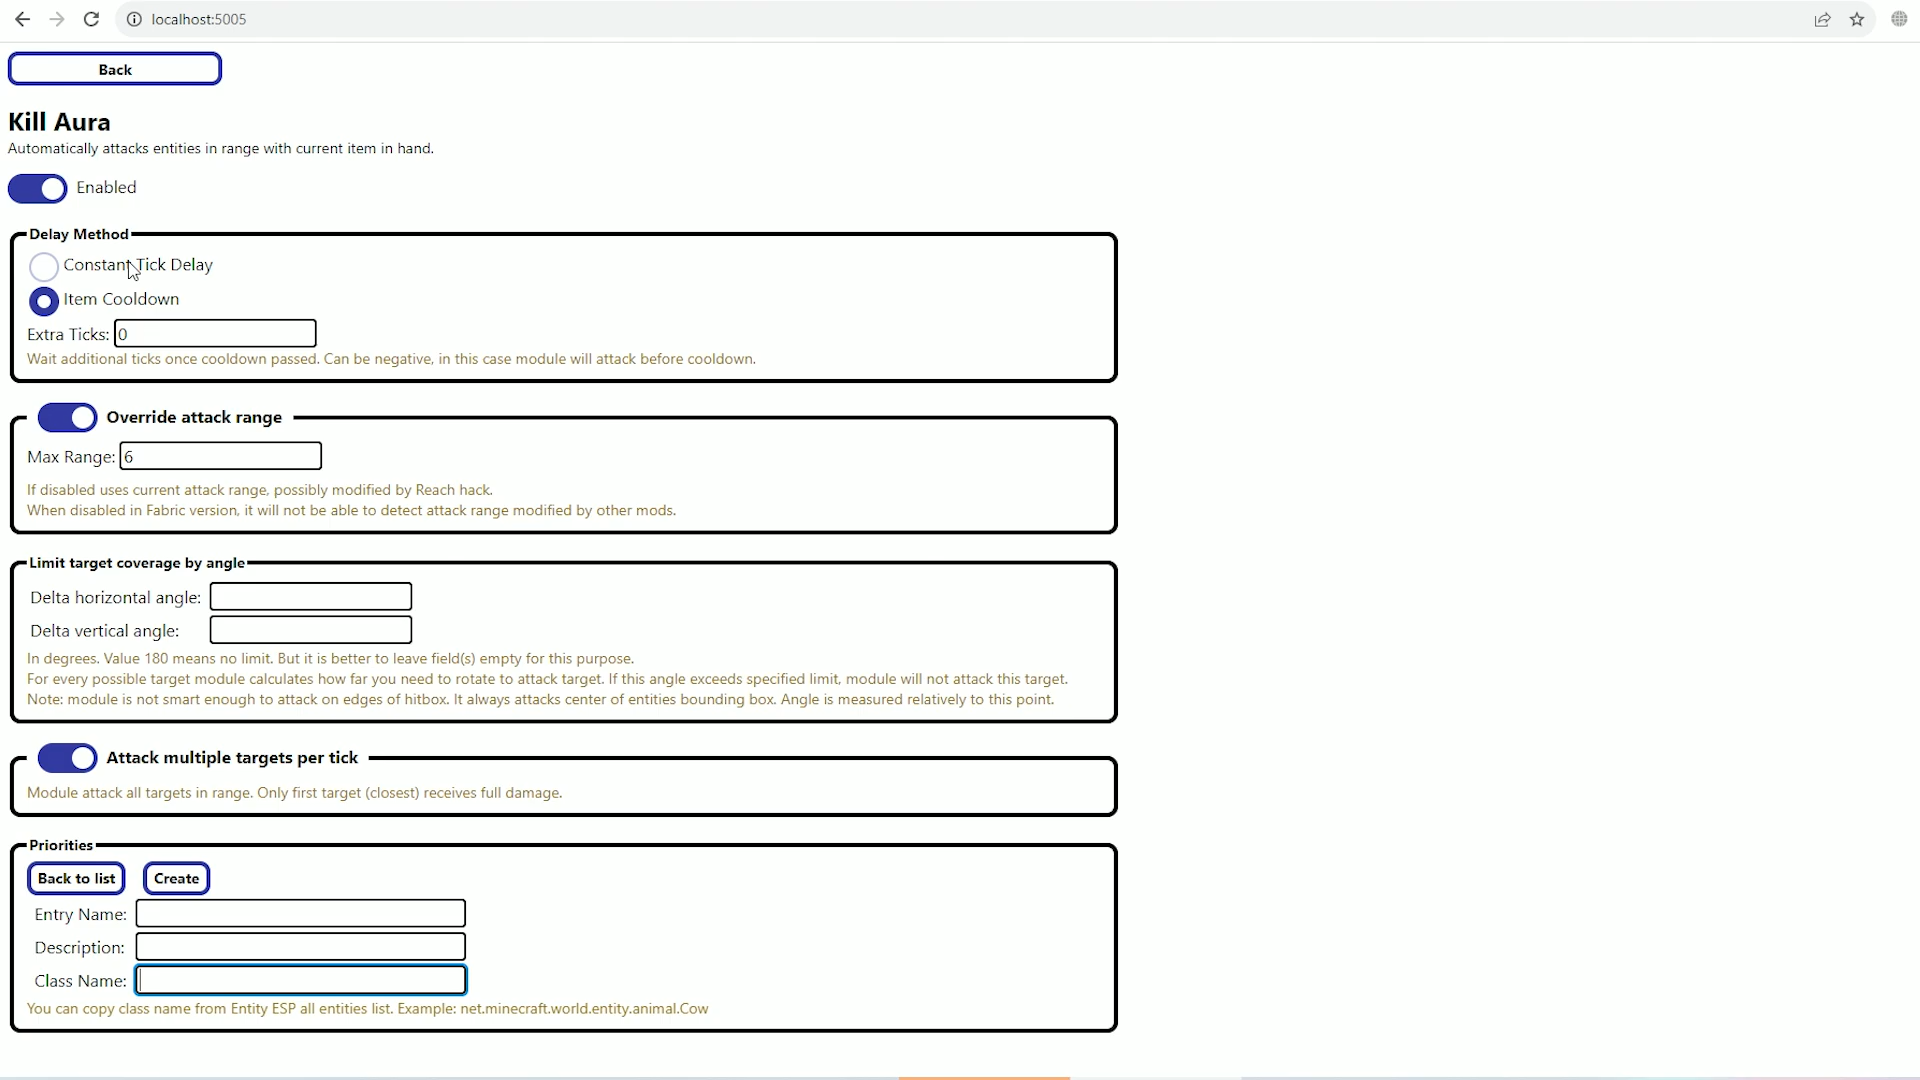 localhost:5005
Back
Kill Aura
Automatically attacks entities in range with current item in hand.
Enabled
Delay Method
Constant Tick Delay
Item Cooldown
Extra Ticks: 0
Wait additional ticks once cooldown passed. Can be negative, in this case module will attack before cooldown.
Override attack range
Max Range: 6
If disabled uses current attack range, possibly modified by Reach hack.
When disabled in Fabric version, it will not be able to detect attack range modified by other mods.
Limit target coverage by angle
Delta horizontal angle:
Delta vertical angle:
In degrees. Value 180 means no limit. But it is better to leave field(s) empty for this purpose.
For every possible target module calculates how far you need to rotate to attack target. If this angle exceeds specified limit, module will not attack this target.
Note: module is not smart enough to attack on edges of hitbox. It always attacks center of entities bounding box. Angle is measured relatively to this point.
Attack multiple targets per tick
Module attack all targets in range. Only first target (closest) receives full damage.
Priorities
Back to list Create
Entry Name:
Description:
Class Name:
You can copy class name from Entity ESP all entities list. Example: net.minecraft.world.entity.animal.Cow